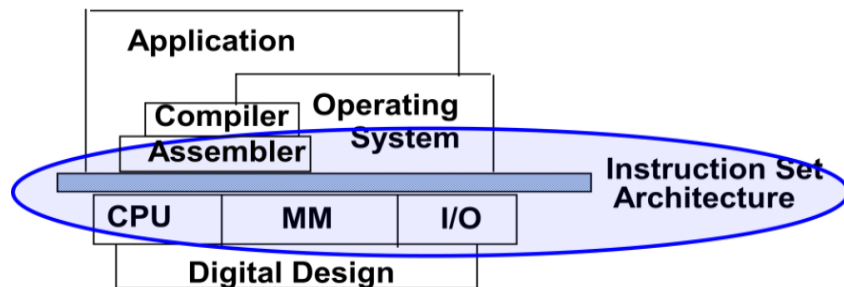 Application
Compiler
Operating
System
Assembler
Instruction Set
Architecture
CPU MM I/O
Digital Design